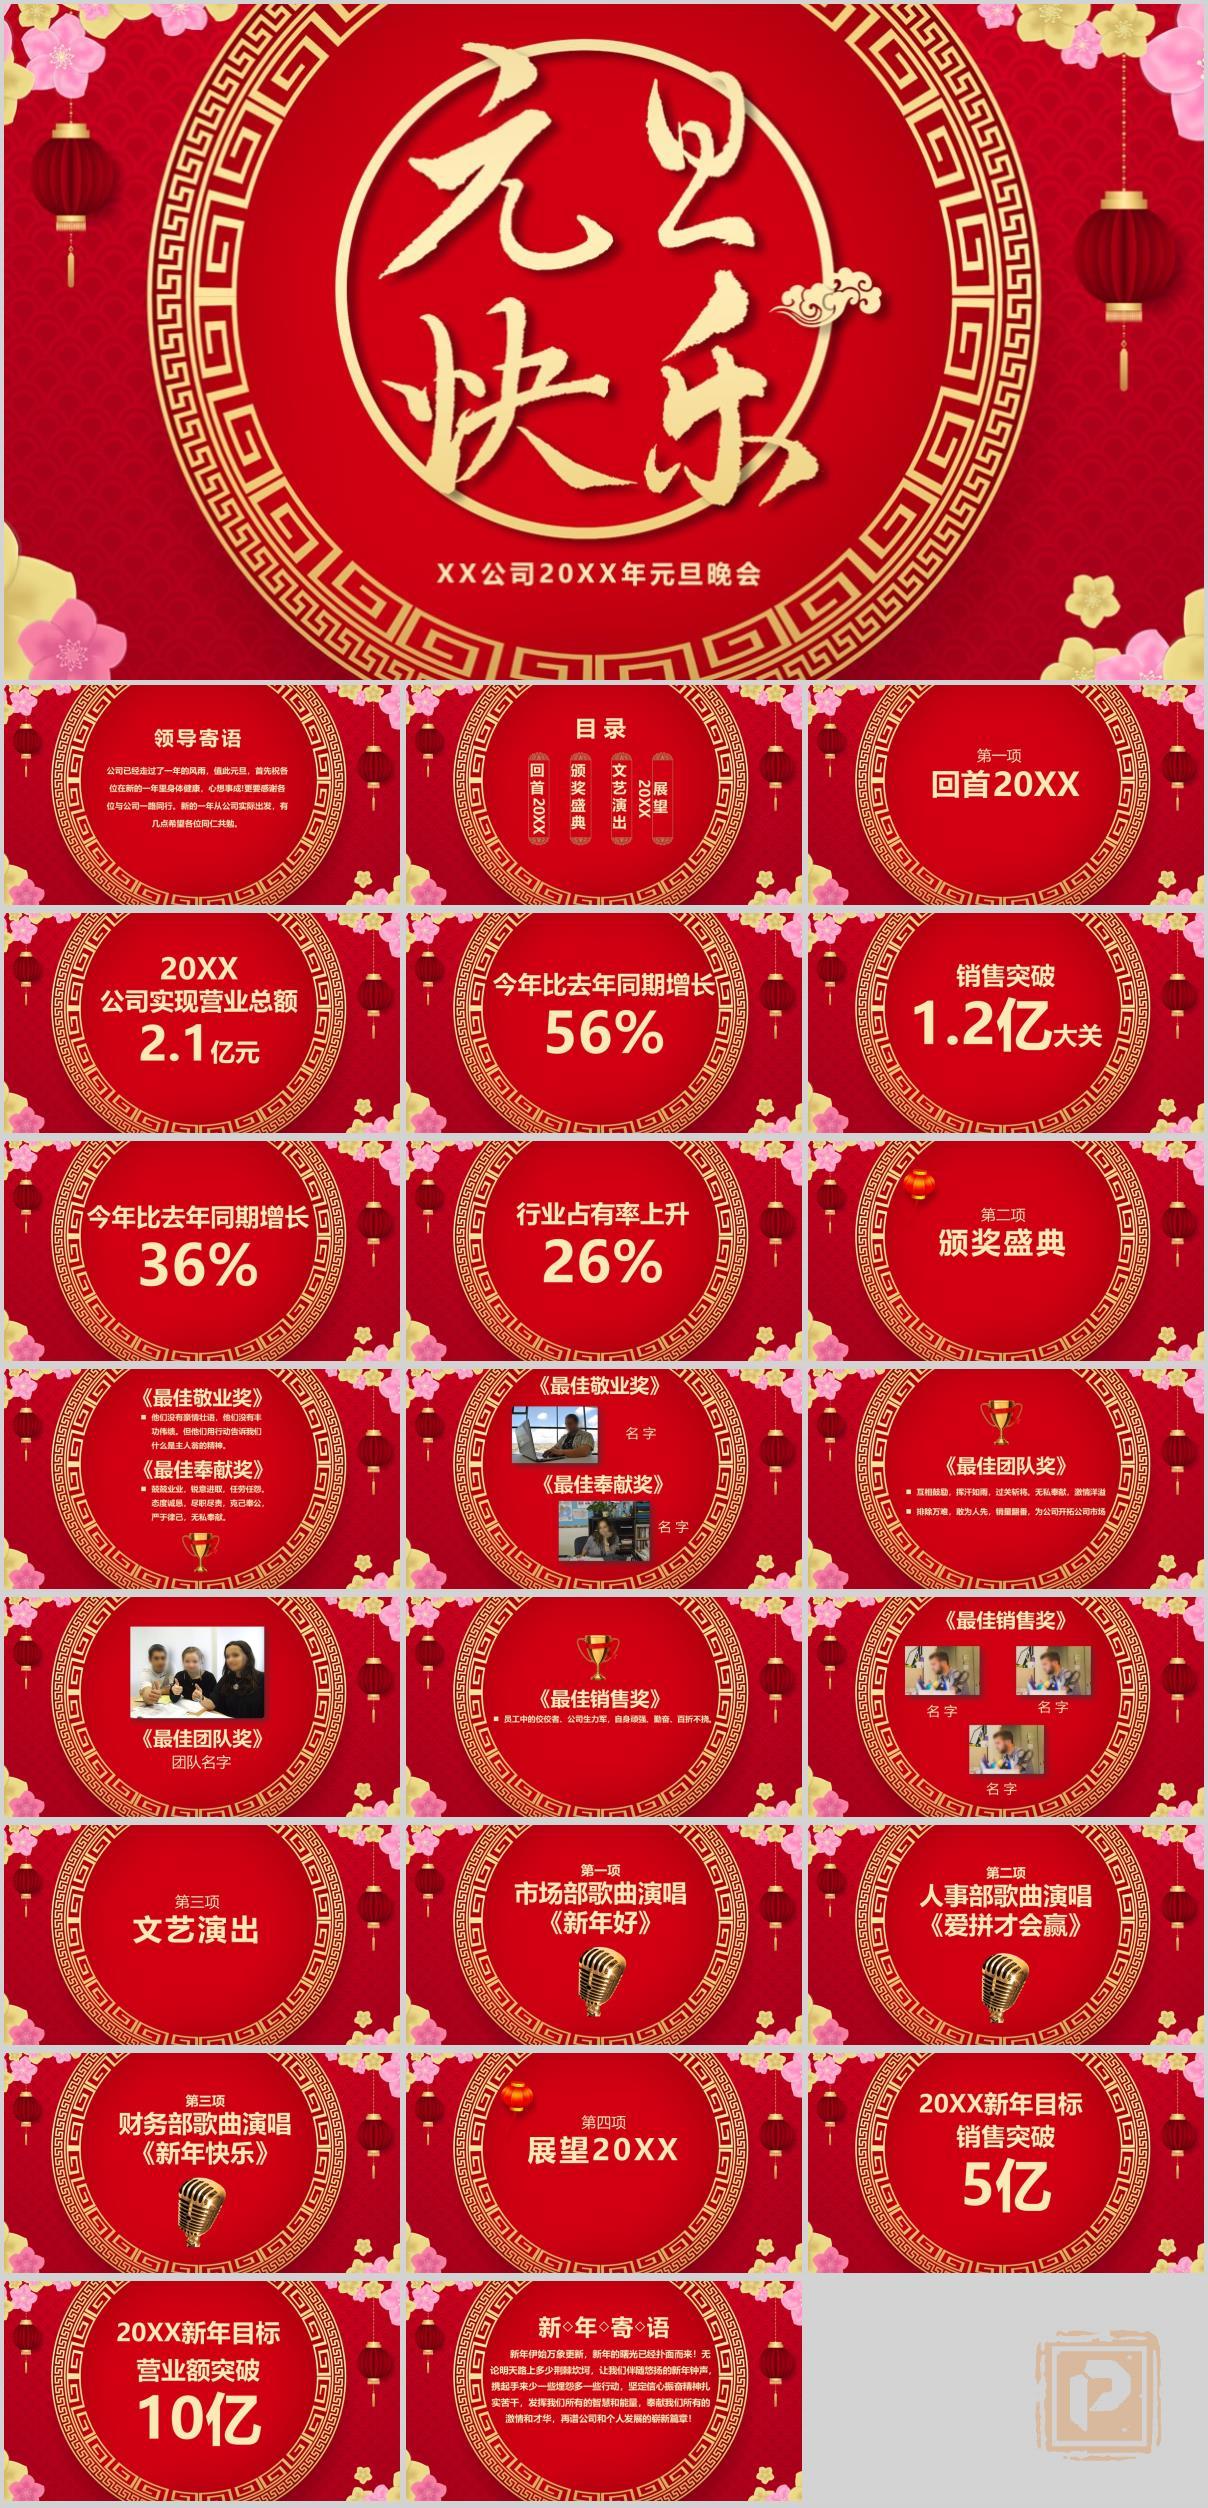 元旦
快乐
XX公司20XX年元旦晚会
领导寄语
公司已经走过了一年的风雨，值此元旦，首先祝各
位在新的一年里身体健康，心想事成!更要感谢各
位与公司一路同行。新的一年从公司实际出发，有
几点希望各位同仁共勉。
目录
回首20XX
颁奖盛典
文艺演出
展望
20XX
第一项
回首20XX
20XX
公司实现营业总额
2.1亿元
今年比去年同期增长
56%
销售突破
1.2亿大关
今年比去年同期增长
36%
行业占有率上升
26%
第二项
颁奖盛典
《最佳敬业奖》
他们没有豪情壮语，他们没有丰
功伟绩。但他们用行动告诉我们
什么是主人翁的精神。
《最佳奉献奖》
兢兢业业，锐意进取，任劳任怨，
态度诚恳，尽职尽责，克己奉公，
严于律己，无私奉献。
《最佳敬业奖》
名字
《最佳奉献奖》
名字
《最佳团队奖》
互相鼓励，挥汗如雨，过关斩将。无私奉献，激情洋溢
排除万难，敢为人先，销量翻番，为公司开拓公司市场
《最佳团队奖》
团队名字
《最佳销售奖》
员工中的佼佼者、公司生力军，自身顽强、勤奋、百折不挠。
《最佳销售奖》
名字
名字
名字
第三项
文艺演出
第一项
市场部歌曲演唱
《新年好》
第二项
人事部歌曲演唱
《爱拼才会赢》
第三项
财务部歌曲演唱
《新年快乐》
第四项
展望20XX
20XX新年目标
销售突破
5亿
20XX新年目标
营业额突破
10亿
新◇年◇寄◇语
新年伊始万象更新，新年的曙光已经扑面而来！无
论明天路上多少荆棘坎坷，让我们伴随悠扬的新年钟声，
携起手来少一些埋怨多一些行动，坚定信心振奋精神扎
实苦干，发挥我们所有的智慧和能量，奉献我们所有的
激情和才华，再谱公司和个人发展的崭新篇章！